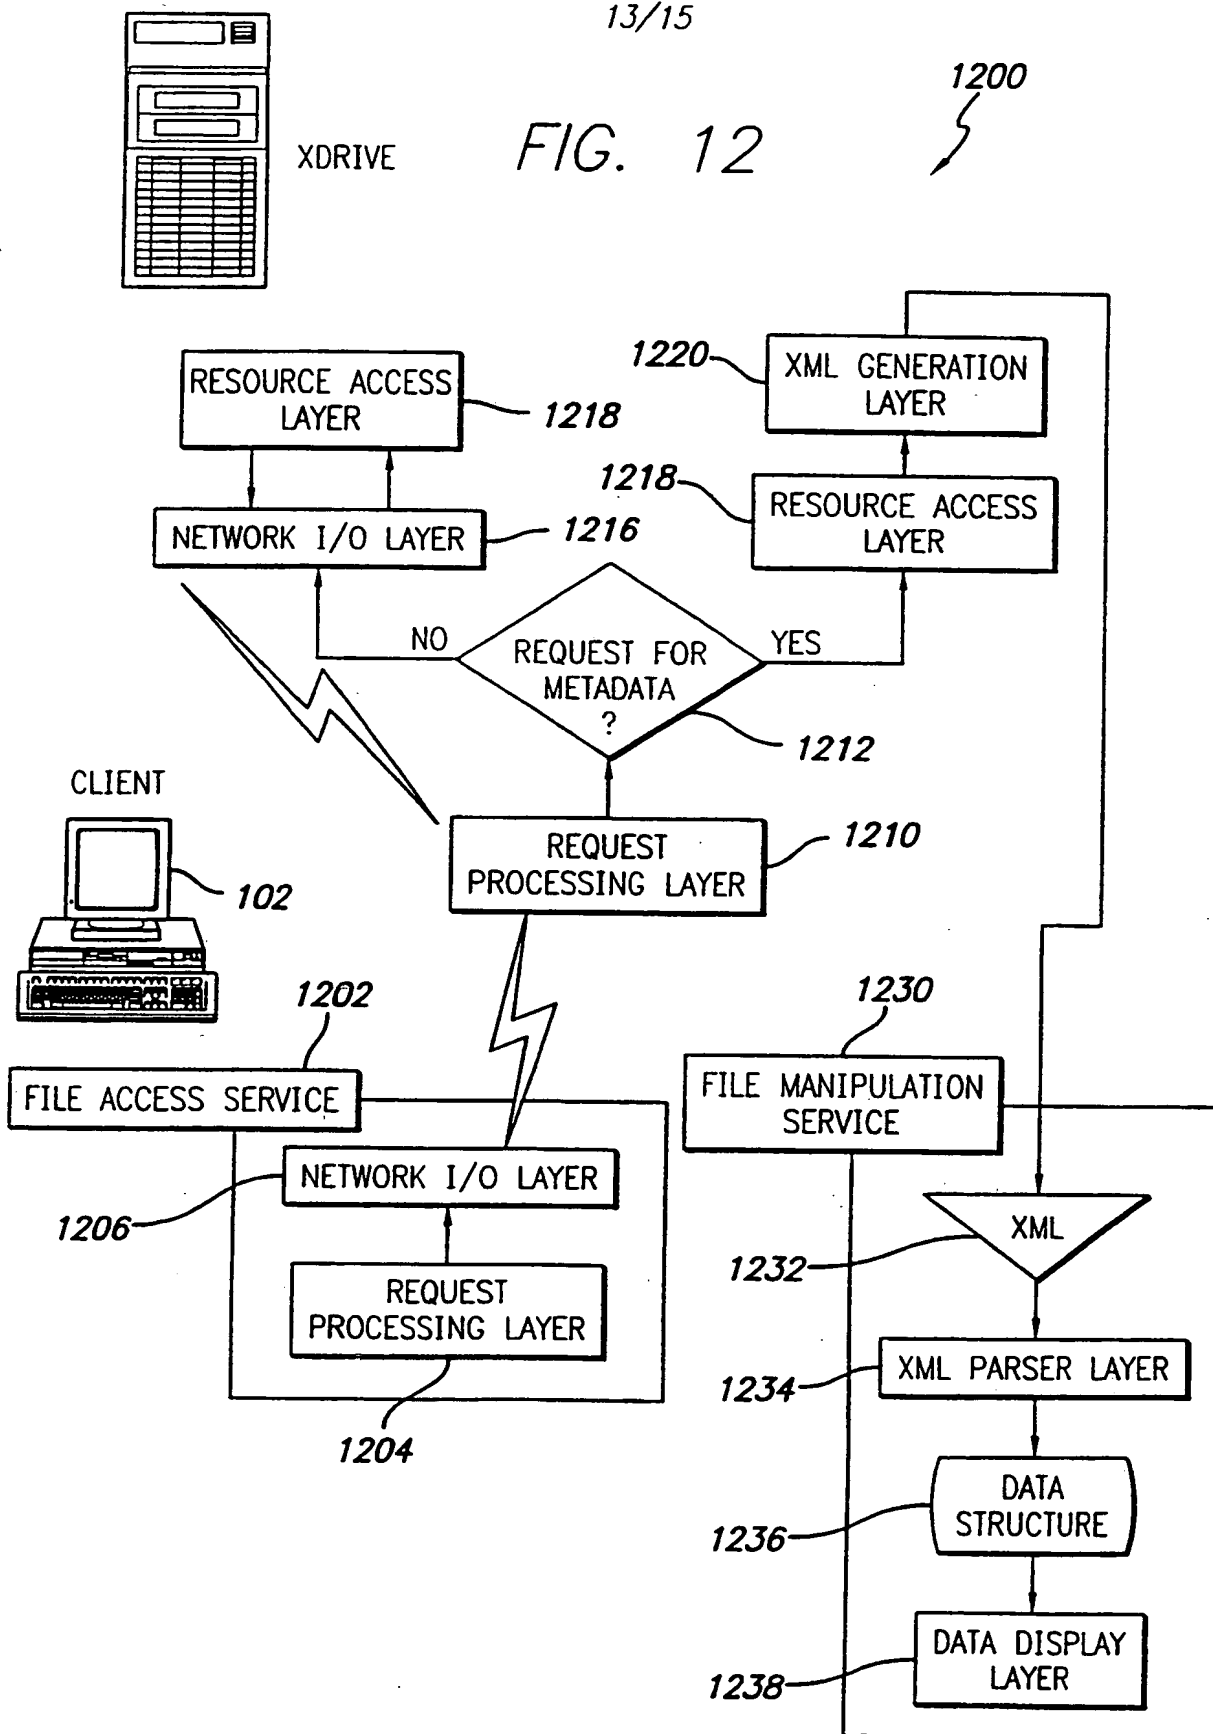 13/15
1200
XDRIVE
FIG. 12
RESOURCE ACCESS
LAYER
1218
1220
XML GENERATION
LAYER
1218
RESOURCE ACCESS
LAYER
NETWORK I/O LAYER
1216
NO
YES
REQUEST FOR
METADATA
?
1212
CLIENT
102
REQUEST
PROCESSING LAYER
1210
1202
FILE ACCESS SERVICE
NETWORK I/O LAYER
1206
REQUEST
PROCESSING LAYER
1204
1230
FILE MANIPULATION
SERVICE
XML
1232
XML PARSER LAYER
1234
DATA
STRUCTURE
1236
DATA DISPLAY
LAYER
1238